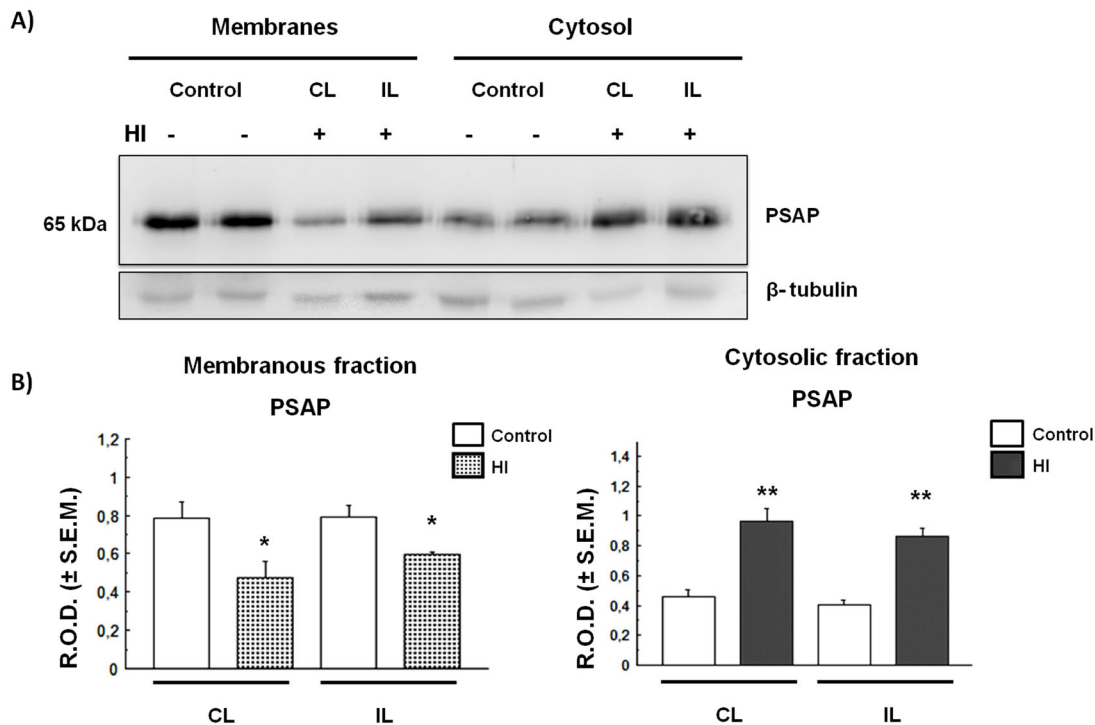 A)
Membranes Cytosol
Control CL IL Control CL IL
HI - - + + - - + +
65 kDa PSAP
β- tubulin
B)
Membranous fraction
PSAP
Control
HI
R.O.D. (± S.E.M.)
1,2
1
0,8
0,6
0,4
0,2
0
* *
CL IL
Cytosolic fraction
PSAP
Control
HI
R.O.D. (± S.E.M.)
1,4
1,2
1
0,8
0,6
0,4
0,2
0
** **
CL IL